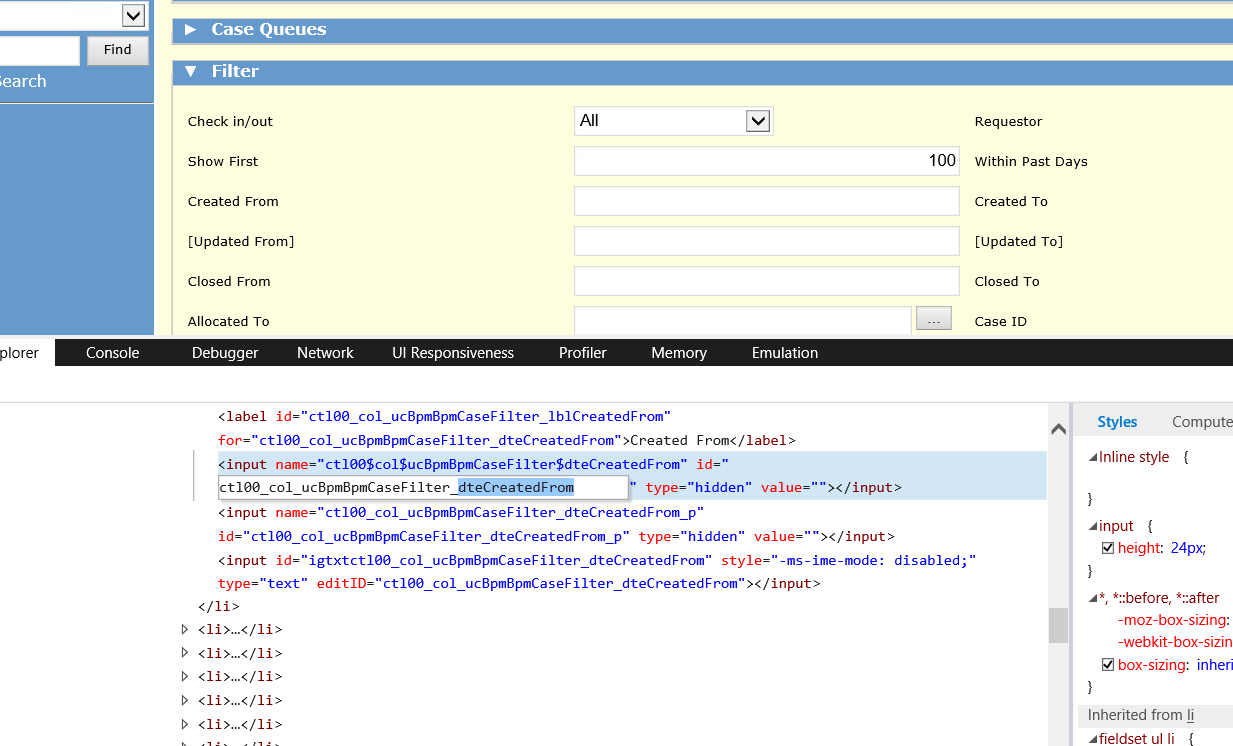 Find
Search
Case Queues
Filter
Check in/out
All
Requestor
Show First
100
Within Past Days
Created From
Created To
[Updated From]
[Updated To]
Closed From
Closed To
Allocated To
...
Case ID
plorer
Console
Debugger
Network
UI Responsiveness
Profiler
Memory
Emulation
<label id="ctl00_col_ucBpmBpmCaseFilter_lblCreatedFrom"
for="ctl00_col_ucBpmBpmCaseFilter_dteCreatedFrom">Created From</label>
<input name="ctl00$col$ucBpmBpmCaseFilter$dteCreatedFrom" id="
ctl00_col_ucBpmBpmCaseFilter_dteCreatedFrom" type="hidden" value=""></input>
<input name="ctl00_col_ucBpmBpmCaseFilter_dteCreatedFrom_p"
id="ctl00_col_ucBpmBpmCaseFilter_dteCreatedFrom_p" type="hidden" value=""></input>
<input id="igtxtctl00_col_ucBpmBpmCaseFilter_dteCreatedFrom" style="-ms-ime-mode: disabled;"
type="text" editID="ctl00_col_ucBpmBpmCaseFilter_dteCreatedFrom"></input>
</li>
<li>…</li>
<li>…</li>
<li>…</li>
<li>…</li>
<li>…</li>
<li>…</li>
Styles
Compute
Inline style {
}
input {
height: 24px;
}
*, *::before, *::after
-moz-box-sizing:
-webkit-box-sizin
box-sizing: inheri
}
Inherited from li
fieldset ul li {